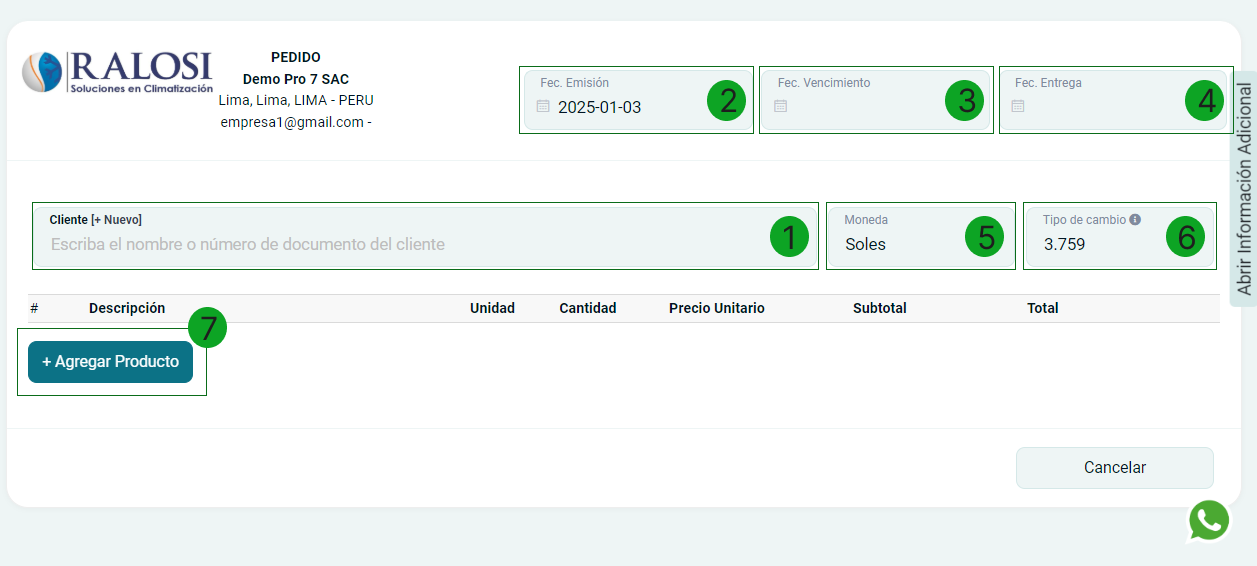 RALOSI
Soluciones en Climatización
PEDIDO
Demo Pro 7 SAC
Lima, Lima, LIMA - PERU
empresa1@gmail.com -
Fec. Emisión
2025-01-03
2
Fec. Vencimiento
3
Fec. Entrega
4
Abrir Información Adicional
Cliente [+ Nuevo]
Escriba el nombre o número de documento del cliente
1
Moneda
Soles
5
Tipo de cambio
3.759
6
# Descripción Unidad Cantidad Precio Unitario Subtotal Total
7
+ Agregar Producto
Cancelar